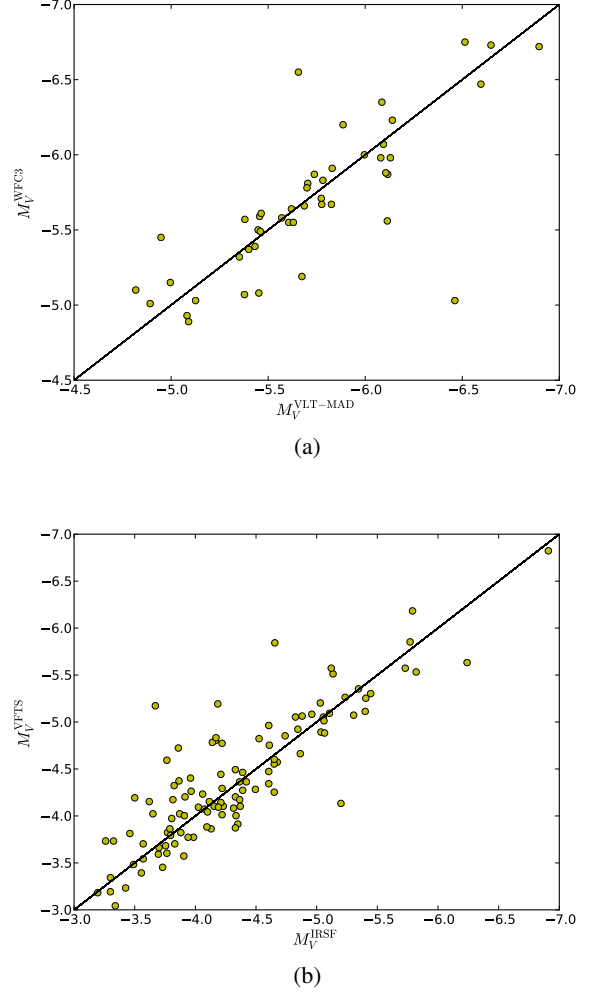 −7.0
−6.5
−6.0
−5.5
−5.0
−4.5
M_V^WFC3
−4.5 −5.0 −5.5 −6.0 −6.5 −7.0
M_V^VLT−MAD
(a)
−7.0
−6.5
−6.0
−5.5
−5.0
−4.5
−4.0
−3.5
−3.0
M_V^VFTS
−3.0 −3.5 −4.0 −4.5 −5.0 −5.5 −6.0 −6.5 −7.0
M_V^IRSF
(b)